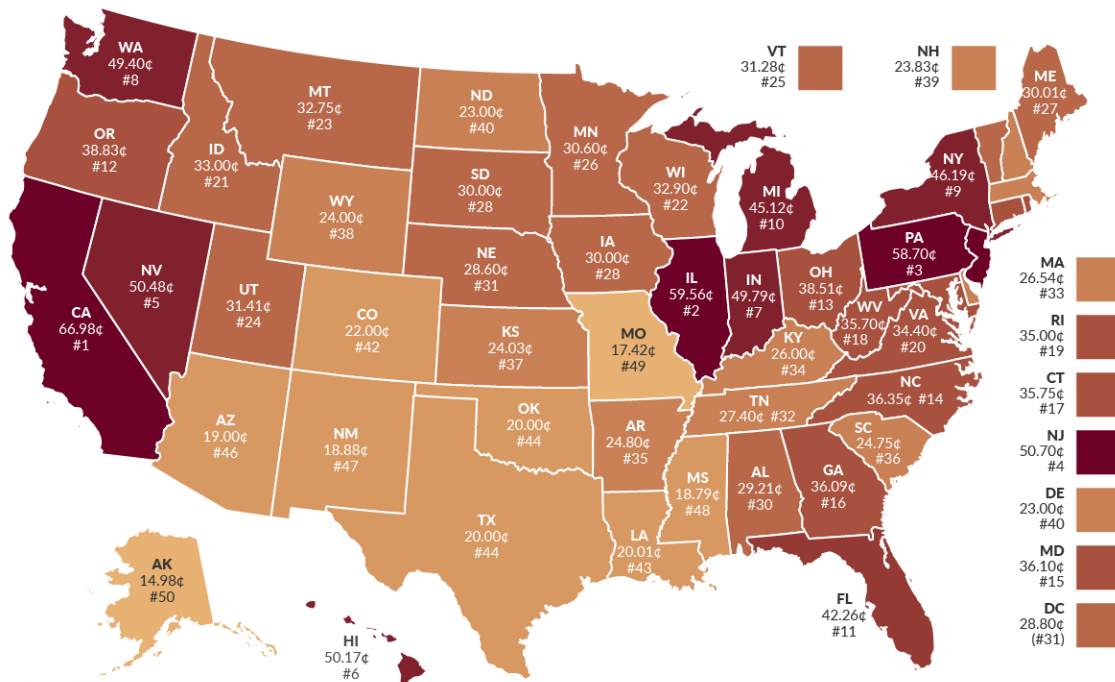 WA
49.40¢
#8
MT
32.75¢
#23
ND
23.00¢
#40
VT
31.28¢
#25
NH
23.83¢
#39
ME
30.01¢
#27
OR
38.83¢
#12
ID
33.00¢
#21
MN
30.60¢
#26
WY
24.00¢
#38
SD
30.00¢
#28
WI
32.90¢
#22
MI
45.12¢
#10
NY
46.19¢
#9
NV
50.48¢
#5
UT
31.41¢
#24
NE
28.60¢
#31
IA
30.00¢
#28
IL
59.56¢
#2
IN
49.79¢
#7
OH
38.51¢
#13
PA
58.70¢
#3
CA
66.98¢
#1
CO
22.00¢
#42
KS
24.03¢
#37
MO
17.42¢
#49
KY
26.00¢
#34
WV
35.70¢
#18
VA
34.40¢
#20
MA
26.54¢
#33
RI
35.00¢
#19
CT
35.75¢
#17
NJ
50.70¢
#4
DE
23.00¢
#40
MD
36.10¢
#15
DC
28.80¢
(#31)
AZ
19.00¢
#46
NM
18.88¢
#47
OK
20.00¢
#44
AR
24.80¢
#35
TN
27.40¢ #32
NC
36.35¢ #14
SC
24.75¢
#36
TX
20.00¢
#44
LA
20.01¢
#43
MS
18.79¢
#48
AL
29.21¢
#30
GA
36.09¢
#16
FL
42.26¢
#11
AK
14.98¢
#50
HI
50.17¢
#6